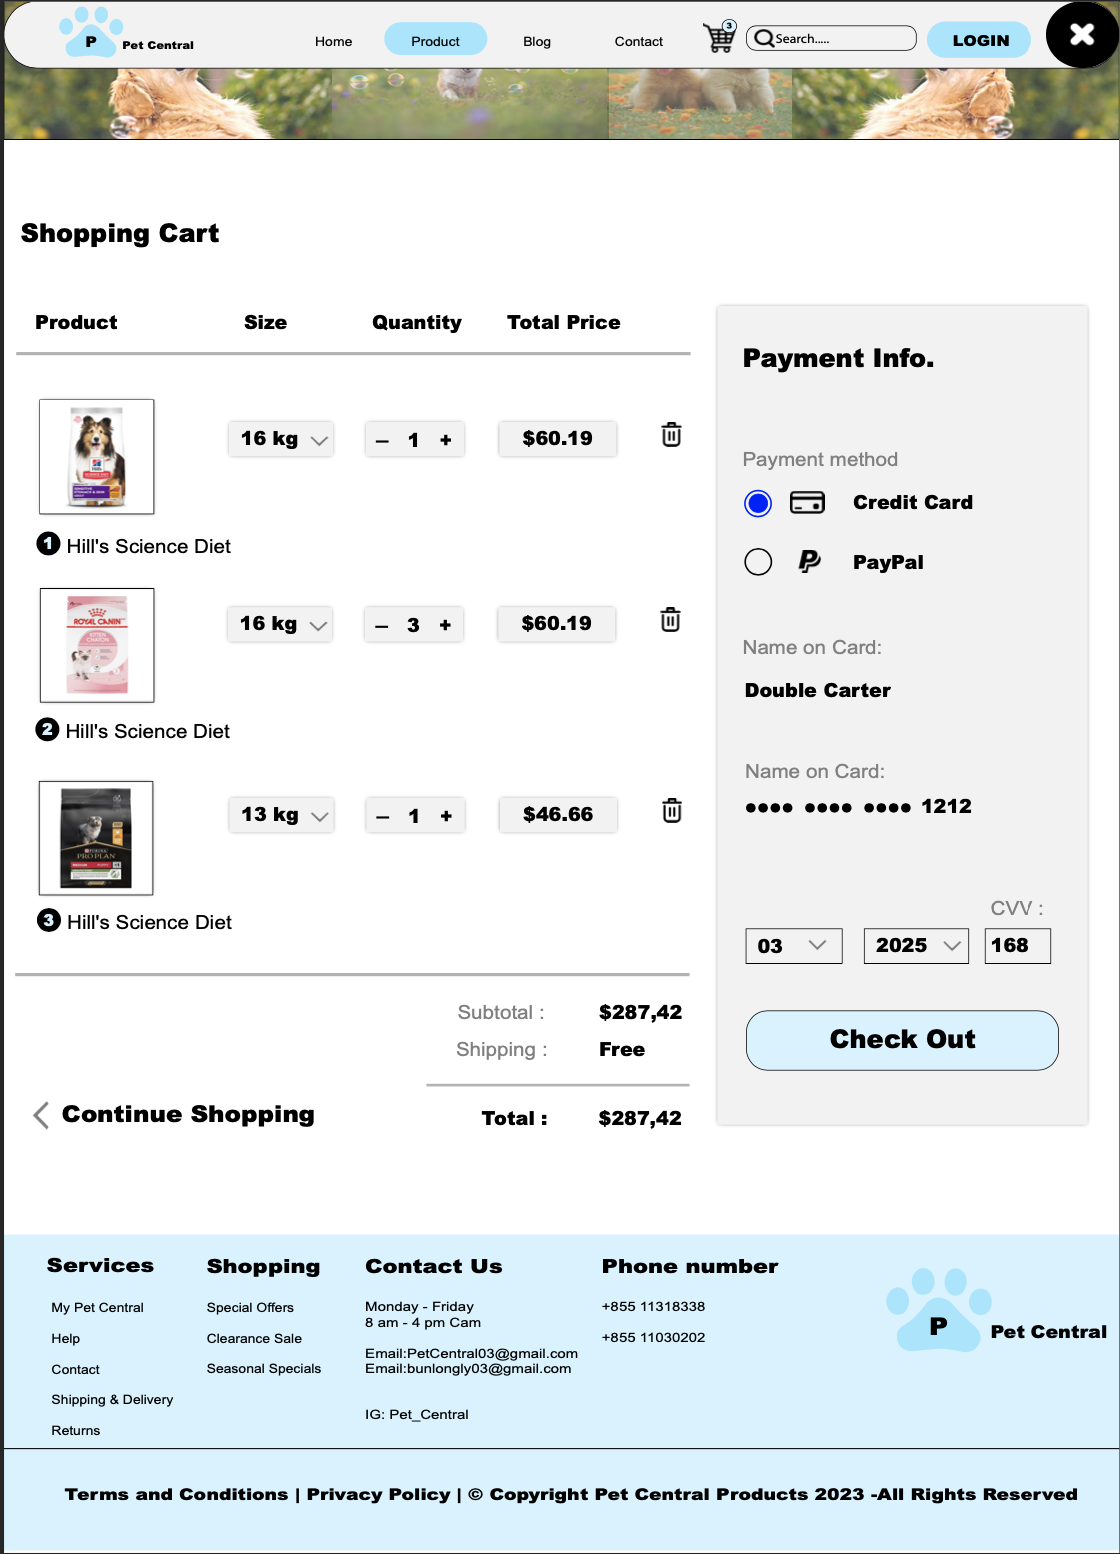 P Pet Central Home Product Blog Contact 3 Search..... LOGIN
Shopping Cart
Product Size Quantity Total Price
16 kg – 1 + $60.19
1 Hill's Science Diet
ROYAL CANIN
KITTEN
16 kg – 3 + $60.19
2 Hill's Science Diet
PURINA
PRO PLAN
13 kg – 1 + $46.66
3 Hill's Science Diet
Subtotal : $287,42
Shipping : Free
Total : $287,42
Continue Shopping
Payment Info.
Payment method
Credit Card
PayPal
Name on Card:
Double Carter
Name on Card:
●●●● ●●●● ●●●● 1212
CVV :
03 2025 168
Check Out
Services
My Pet Central
Help
Contact
Shipping & Delivery
Returns
Shopping
Special Offers
Clearance Sale
Seasonal Specials
Contact Us
Monday - Friday
8 am - 4 pm Cam
Email:PetCentral03@gmail.com
Email:bunlongly03@gmail.com
IG: Pet_Central
Phone number
+855 11318338
+855 11030202
P Pet Central
Terms and Conditions | Privacy Policy | © Copyright Pet Central Products 2023 -All Rights Reserved